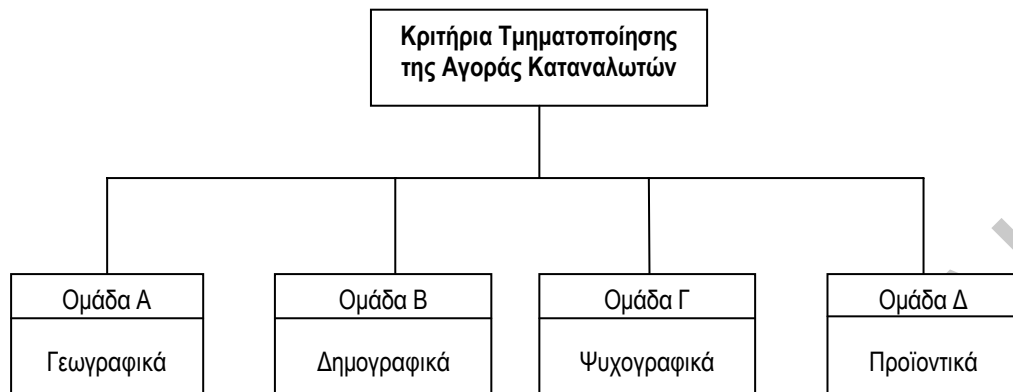 Κριτήρια Τμηματοποίησης
της Αγοράς Καταναλωτών
Ομάδα Α
Γεωγραφικά
Ομάδα Β
Δημογραφικά
Ομάδα Γ
Ψυχογραφικά
Ομάδα Δ
Προϊοντικά